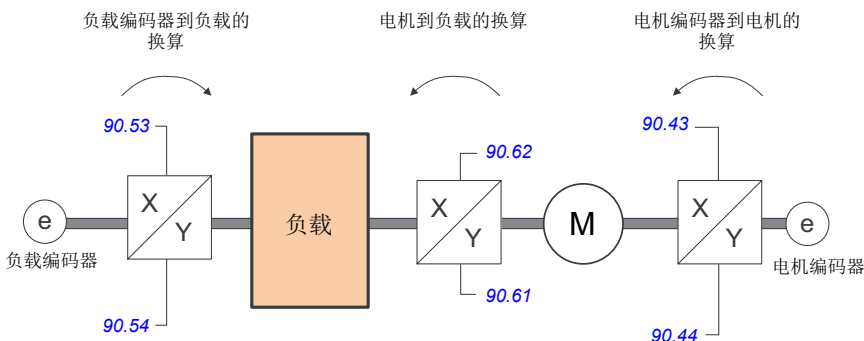 负载编码器到负载的
换算
电机到负载的换算
电机编码器到电机的
换算
90.53
90.62
90.43
X
Y
X
Y
X
Y
e
负载
M
e
负载编码器
电机编码器
90.54
90.61
90.44